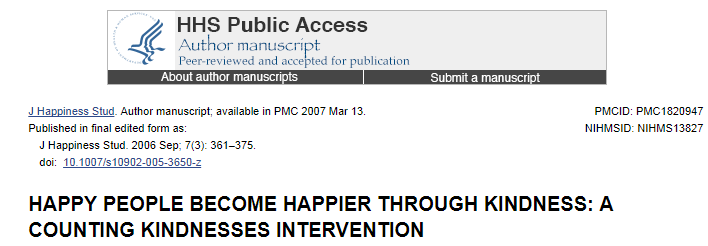 HHS Public Access
Author manuscript
Peer-reviewed and accepted for publication
About author manuscripts Submit a manuscript
J Happiness Stud. Author manuscript; available in PMC 2007 Mar 13. PMCID: PMC1820947
Published in final edited form as: NIHMSID: NIHMS13827
J Happiness Stud. 2006 Sep; 7(3): 361–375.
doi: 10.1007/s10902-005-3650-z
HAPPY PEOPLE BECOME HAPPIER THROUGH KINDNESS: A
COUNTING KINDNESSES INTERVENTION